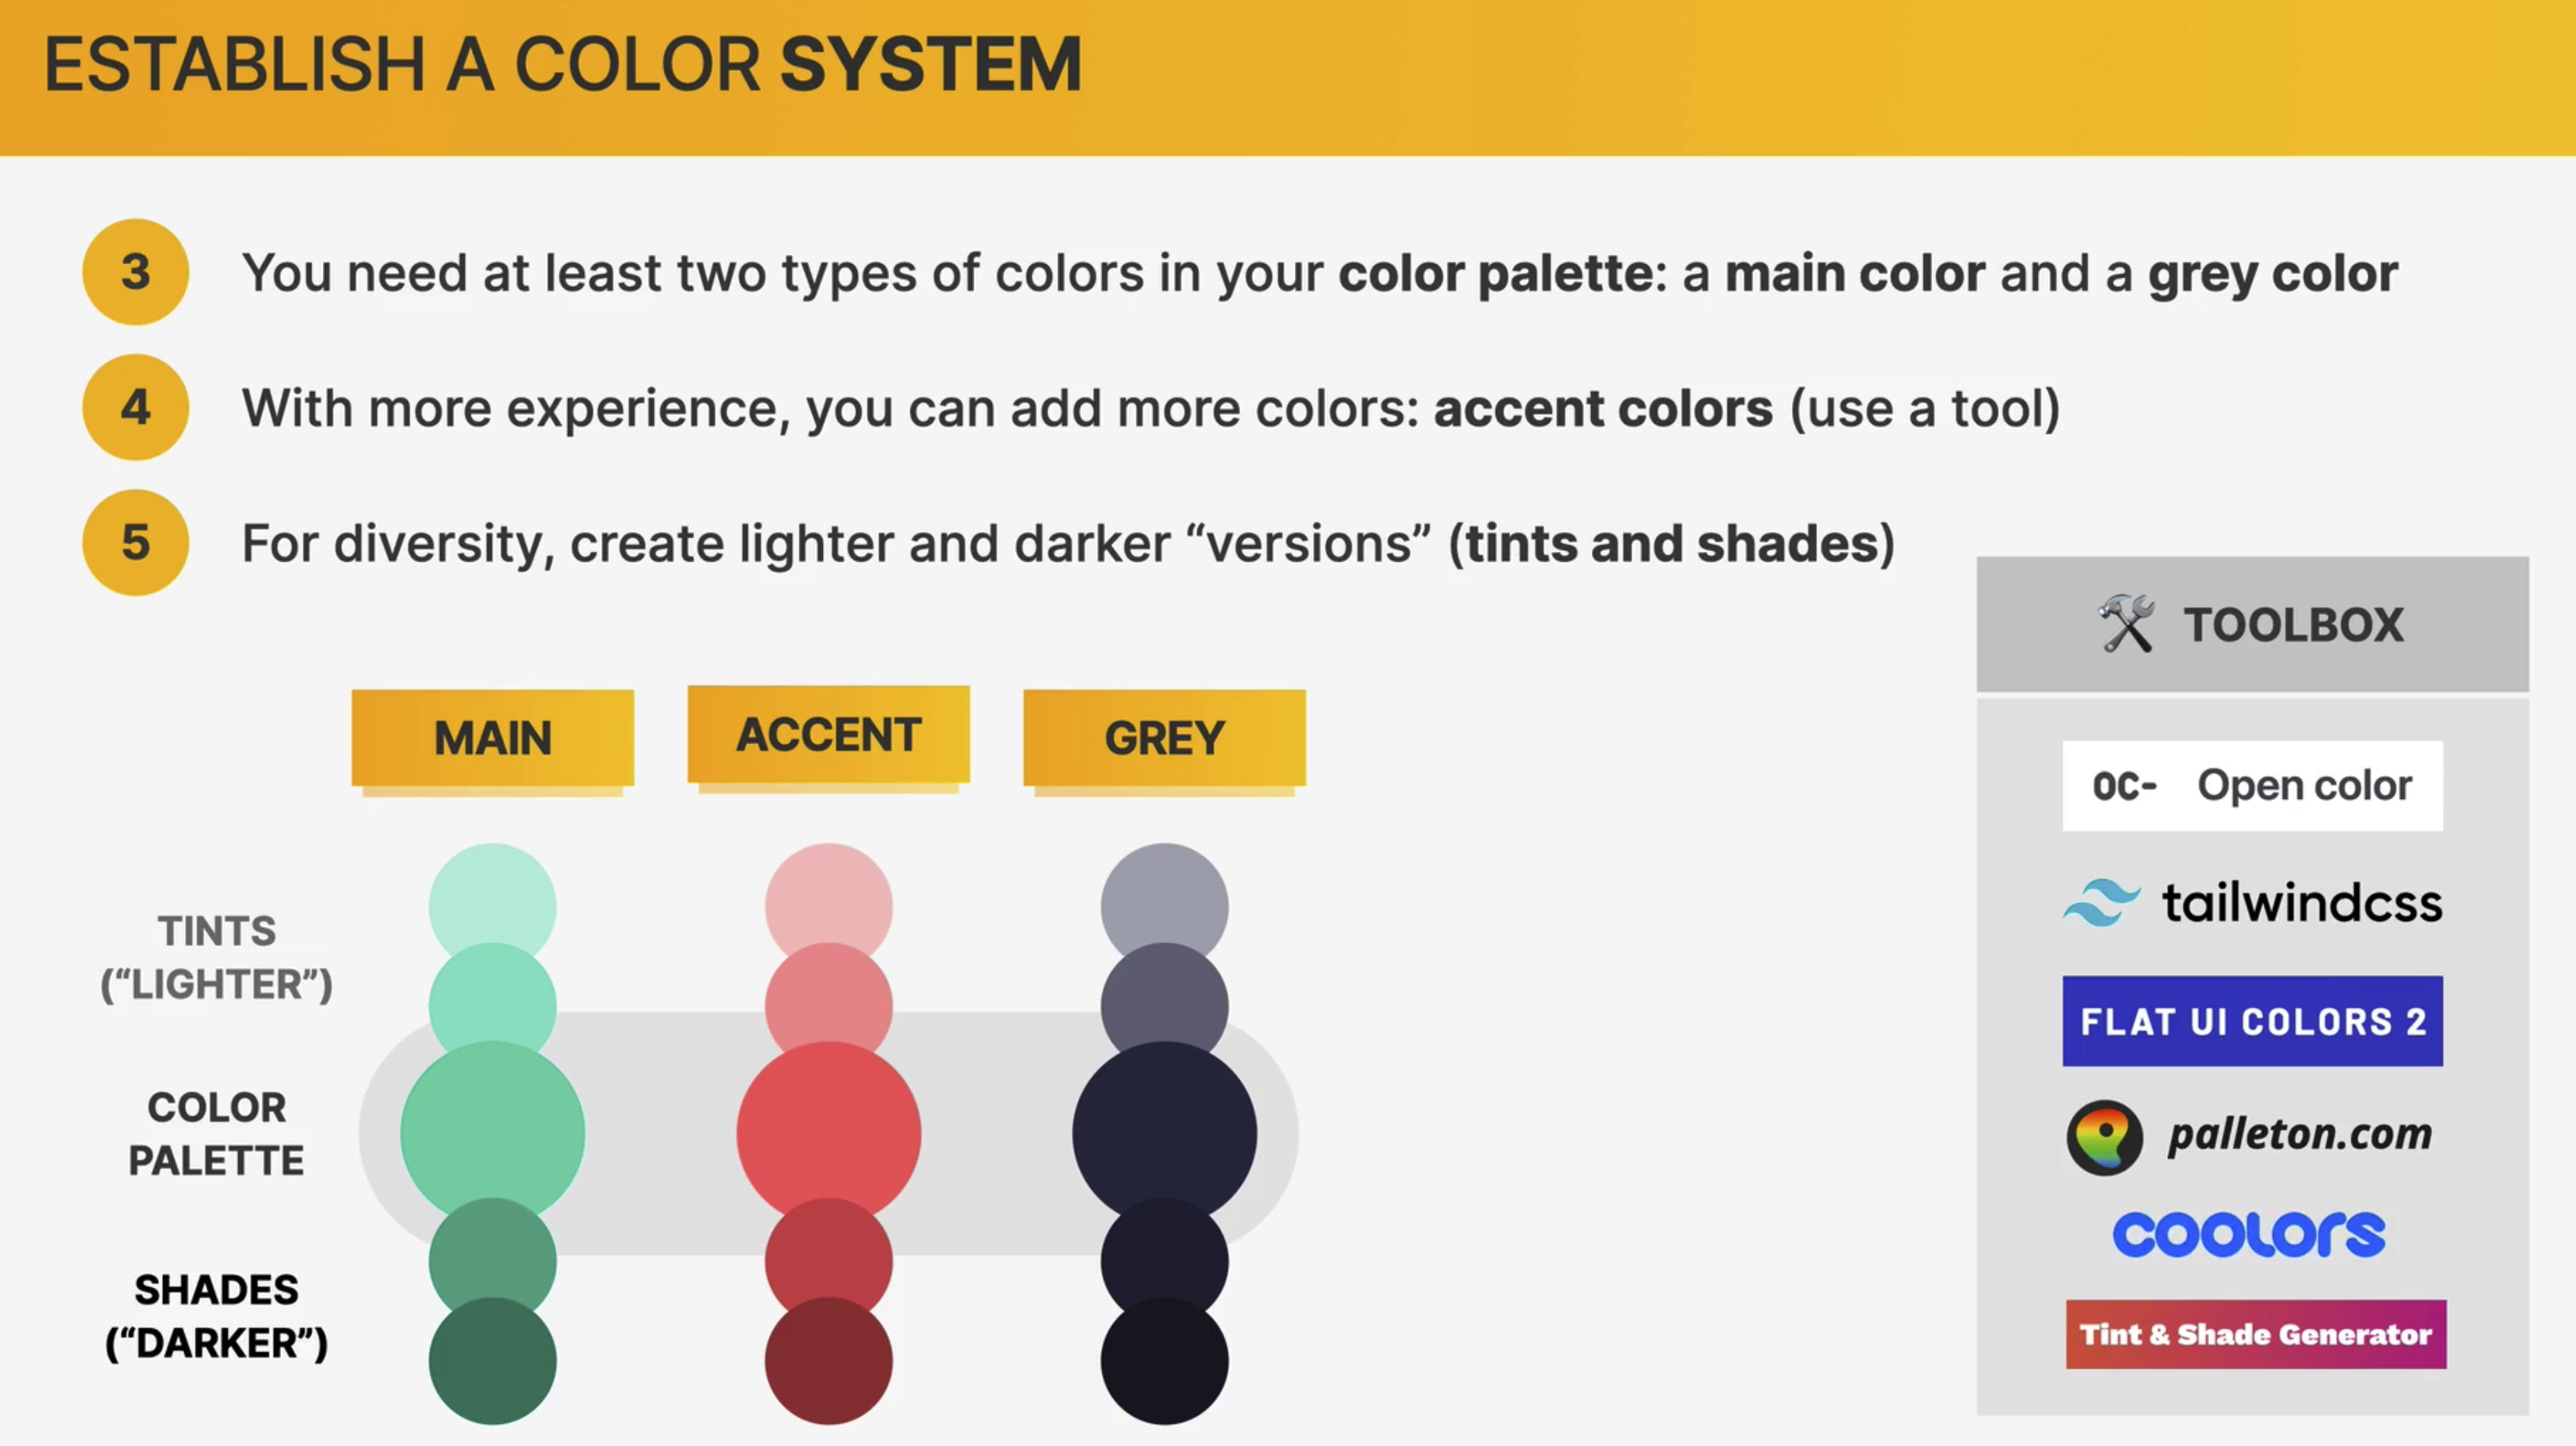 ESTABLISH A COLOR SYSTEM
3
You need at least two types of colors in your color palette: a main color and a grey color
4
With more experience, you can add more colors: accent colors (use a tool)
5
For diversity, create lighter and darker “versions” (tints and shades)
MAIN
ACCENT
GREY
TINTS
(“LIGHTER”)
COLOR
PALETTE
SHADES
(“DARKER”)
TOOLBOX
OC- Open color
tailwindcss
FLAT UI COLORS 2
palleton.com
coolors
Tint & Shade Generator